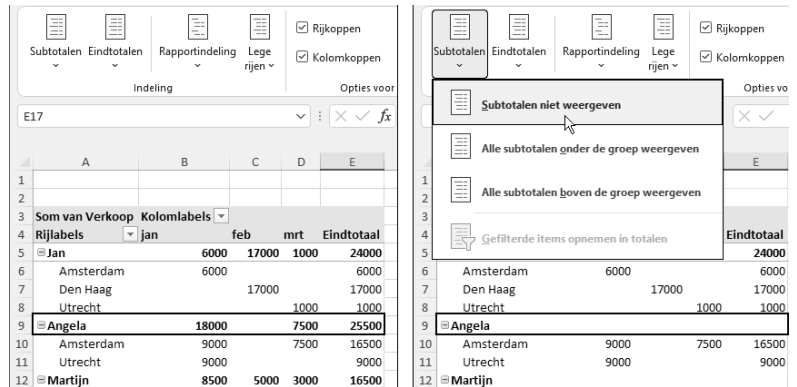 Subtotalen Eindtotalen Rapportindeling Lege rijen
Rijkoppen
Kolomkoppen
Indeling Opties voor
E17 fx
A B C D E
1
2
3 Som van Verkoop Kolomlabels
4 Rijlabels jan feb mrt Eindtotaal
5 Jan 6000 17000 1000 24000
6 Amsterdam 6000 6000
7 Den Haag 17000 17000
8 Utrecht 1000 1000
9 Angela 18000 7500 25500
10 Amsterdam 9000 7500 16500
11 Utrecht 9000 9000
12 Martijn 8500 5000 3000 16500
Subtotalen Eindtotalen Rapportindeling Lege rijen
Rijkoppen
Kolomkoppen
Opties vo
Subtotalen niet weergeven
Alle subtotalen onder de groep weergeven
Alle subtotalen boven de groep weergeven
Gefilterde items opnemen in totalen
E
1
2
3
4 Eindtotaal
5 24000
6 Amsterdam 6000 6000
7 Den Haag 17000 17000
8 Utrecht 1000 1000
9 Angela
10 Amsterdam 9000 7500 16500
11 Utrecht 9000 9000
12 Martijn